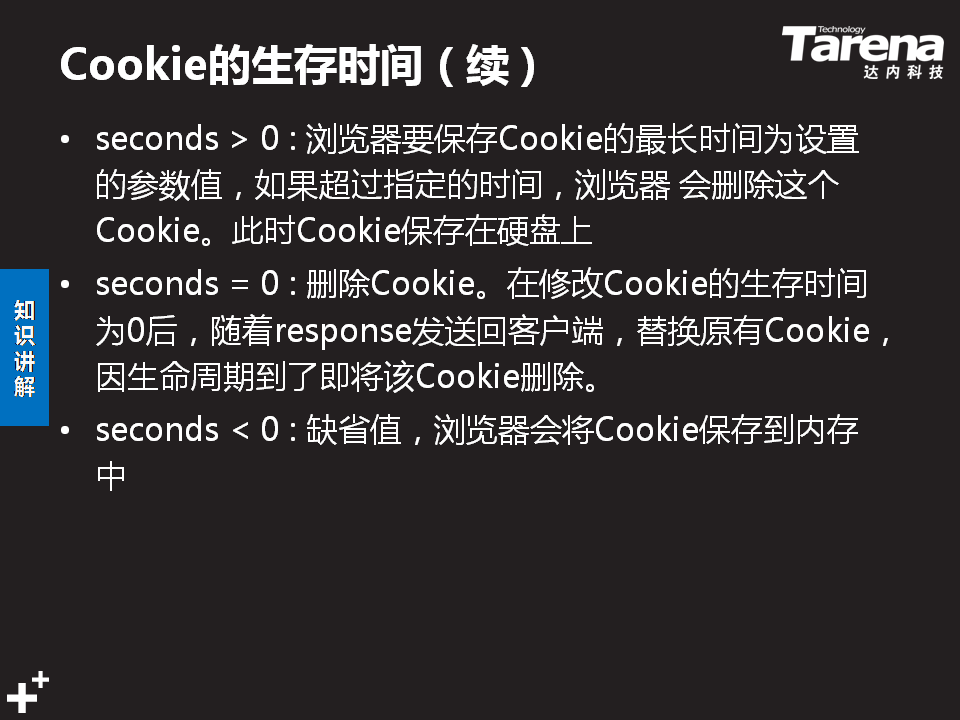 Cookie的生存时间（续）
Technology
Tarena
达内科技
• seconds > 0 : 浏览器要保存Cookie的最长时间为设置
的参数值，如果超过指定的时间，浏览器 会删除这个
Cookie。此时Cookie保存在硬盘上
• seconds = 0 : 删除Cookie。在修改Cookie的生存时间
为0后，随着response发送回客户端，替换原有Cookie，
因生命周期到了即将该Cookie删除。
• seconds < 0 : 缺省值，浏览器会将Cookie保存到内存
中
知
识
讲
解